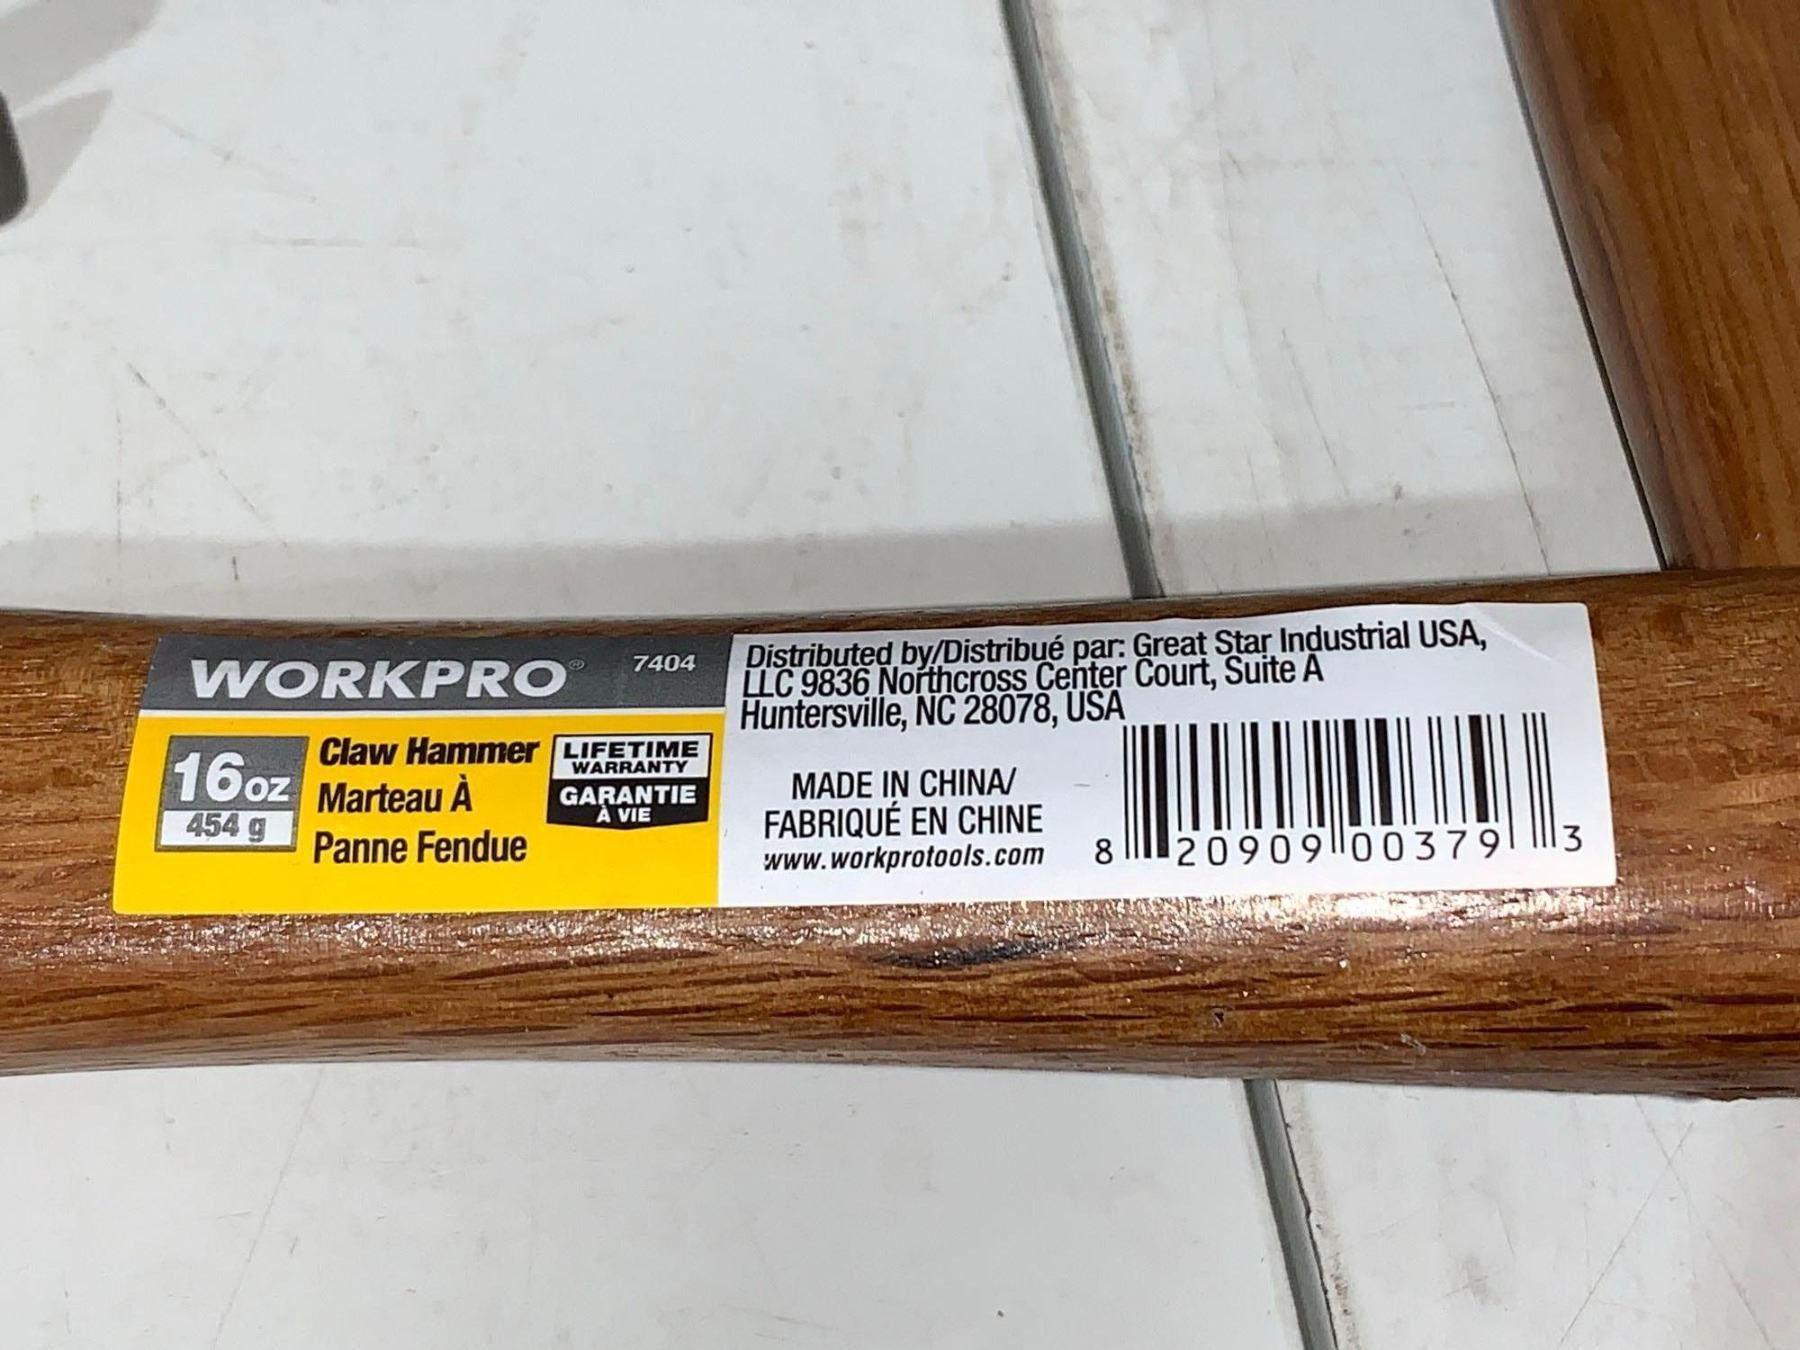 WORKPRO® 7404
16oz
454 g
Claw Hammer
Marteau À
Panne Fendue
LIFETIME
WARRANTY
GARANTIE
À VIE
Distributed by/Distribué par: Great Star Industrial USA,
LLC 9836 Northcross Center Court, Suite A
Huntersville, NC 28078, USA
MADE IN CHINA/
FABRIQUÉ EN CHINE
www.workprotools.com
8 20909 00379 3